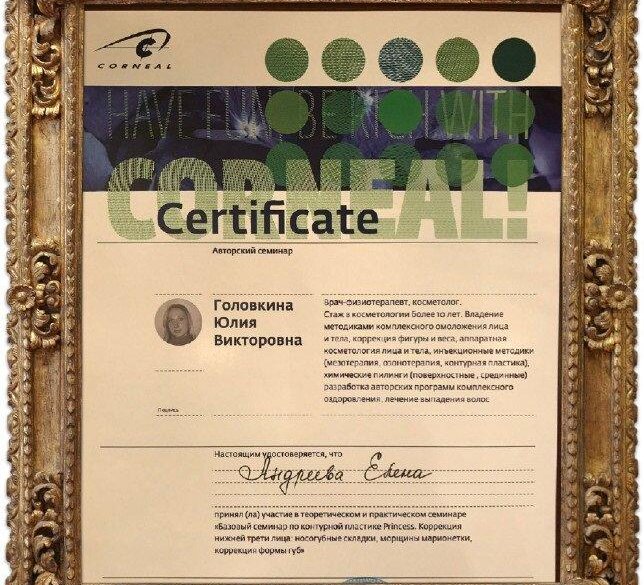 CORNEAL
HAVE FUN! BE RICH WITH
CORNEAL!
Certificate
Авторский семинар
Головкина
Юлия
Викторовна
Врач-физиотерапевт, косметолог.
Стаж в косметологии более 10 лет. Владение
методиками комплексного омоложения лица
и тела, коррекция фигуры и веса, аппаратная
косметология лица и тела, инъекционные методики
(мезотерапия, озонотерапия, контурная пластика),
химические пилинги (поверхностные , срединные)
разработка авторских программ комплексного
оздоровления, лечение выпадения волос
Подпись
Настоящим удостоверяется, что
Андреева Елена
принял (ла) участие в теоретическом и практическом семинаре
«Базовый семинар по контурной пластике Princess. Коррекция
нижней трети лица: носогубные складки, морщины марионетки,
коррекция формы губ»